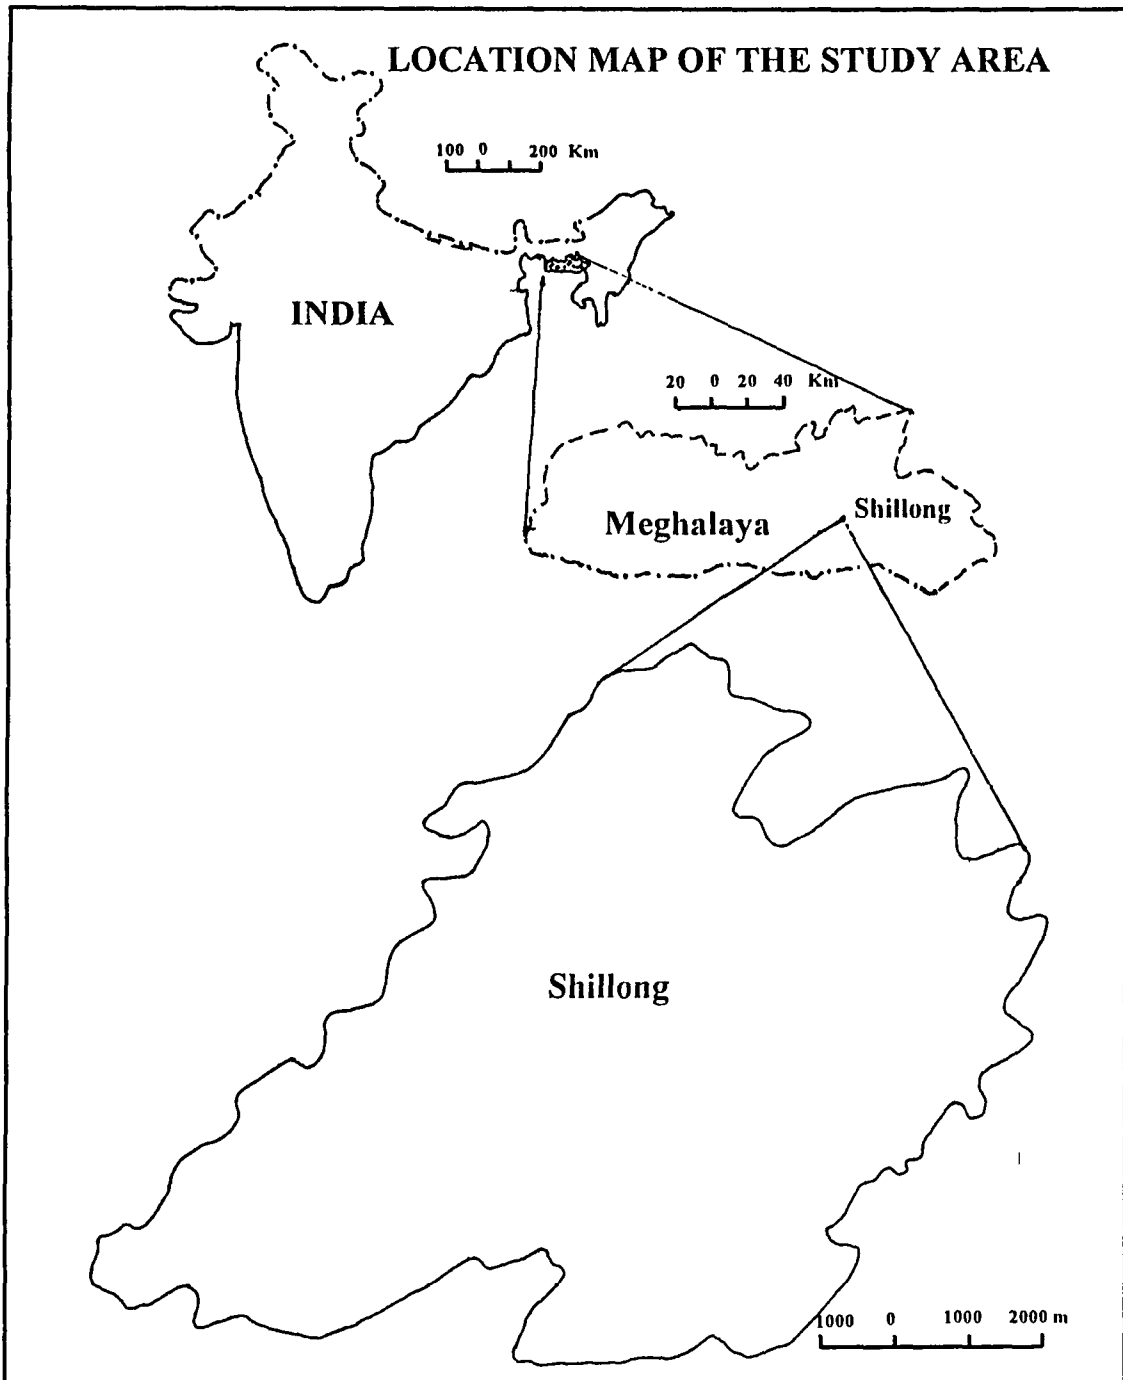 LOCATION MAP OF THE STUDY AREA
100 0 200 Km
INDIA
20 0 20 40 Km
Meghalaya
Shillong
Shillong
1000 0 1000 2000 m